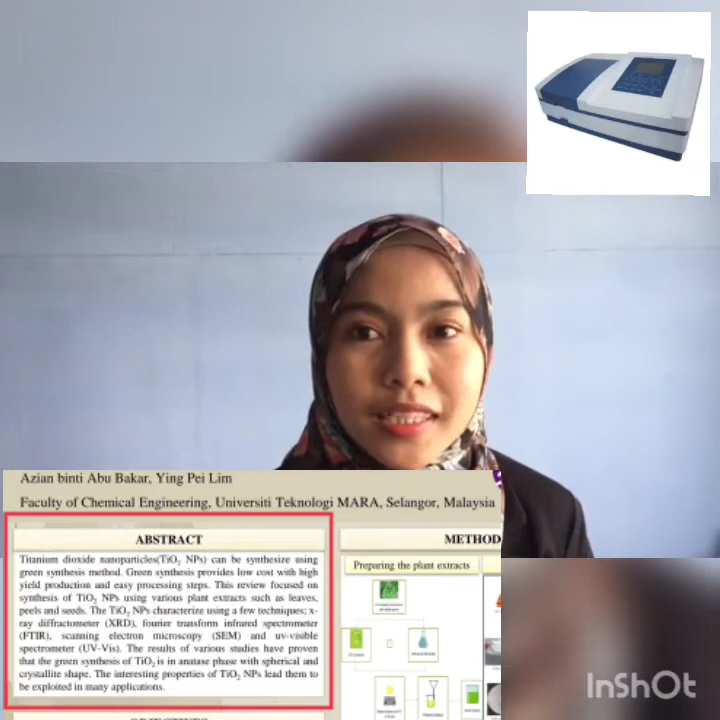 Azian binti Abu Bakar, Ying Pei Lim
Faculty of Chemical Engineering, Universiti Teknologi MARA, Selangor, Malaysia
ABSTRACT
Titanium dioxide nanoparticles(TiO₂ NPs) can be synthesize using
green synthesis method. Green synthesis provides low cost with high
yield production and easy processing steps. This review focused on
synthesis of TiO₂ NPs using various plant extracts such as leaves,
peels and seeds. The TiO₂ NPs characterize using a few techniques; x-
ray diffractometer (XRD), fourier transform infrared spectrometer
(FTIR), scanning electron microscopy (SEM) and uv-visible
spectrometer (UV-Vis). The results of various studies have proven
that the green synthesis of TiO₂ is in anatase phase with spherical and
crystallite shape. The interesting properties of TiO₂ NPs lead them to
be exploited in many applications.
METHOD
Preparing the plant extracts
InShOt